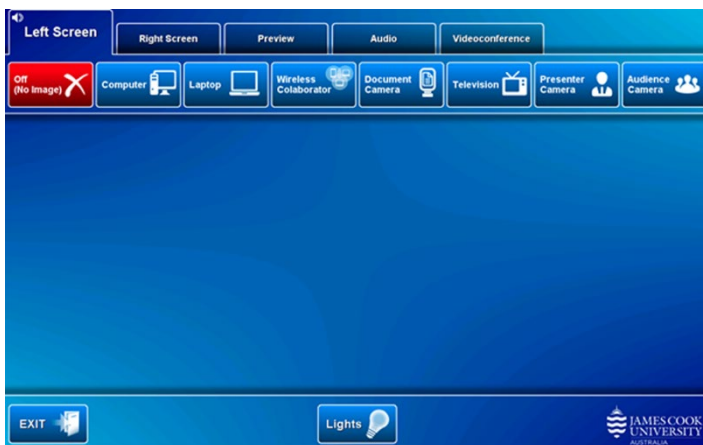 Left Screen
Right Screen
Preview
Audio
Videoconference
Off
(No Image)
Computer
Laptop
Wireless
Colaborator
Document
Camera
Television
Presenter
Camera
Audience
Camera
EXIT
Lights
JAMES COOK
UNIVERSITY
AUSTRALIA